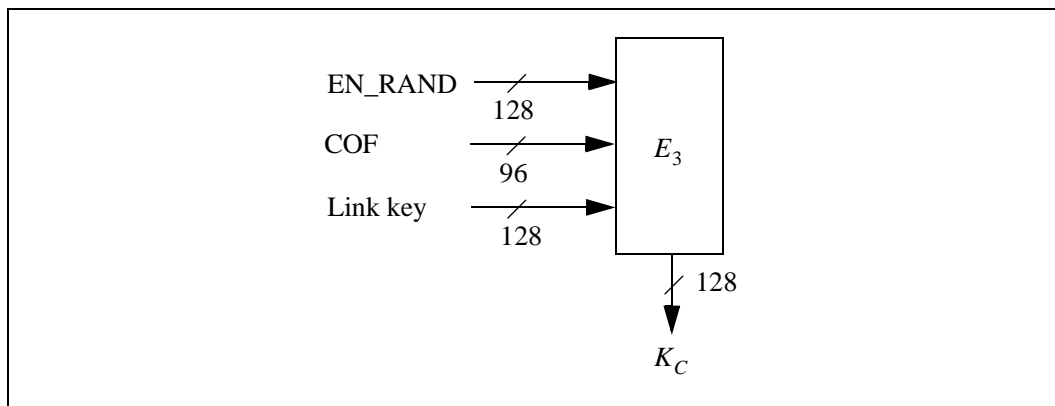 EN_RAND
128
COF
96
E3
Link key
128
128
KC